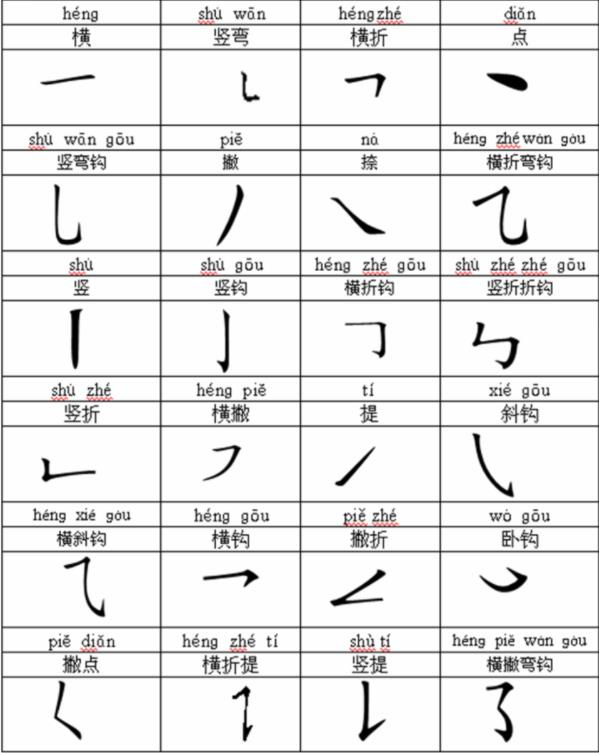 héng shù wān héng zhé diǎn
横 竖弯 横折 点
shù wān gōu piě nà héng zhé wān gōu
竖弯钩 撇 捺 横折弯钩
shù shù gōu héng zhé gōu shù zhé zhé gōu
竖 竖钩 横折钩 竖折折钩
shù zhé héng piě tí xié gōu
竖折 横撇 提 斜钩
héng xié gōu héng gōu piě zhé wò gōu
横斜钩 横钩 撇折 卧钩
piě diǎn héng zhé tí shù tí héng piě wān gōu
撇点 横折提 竖提 横撇弯钩